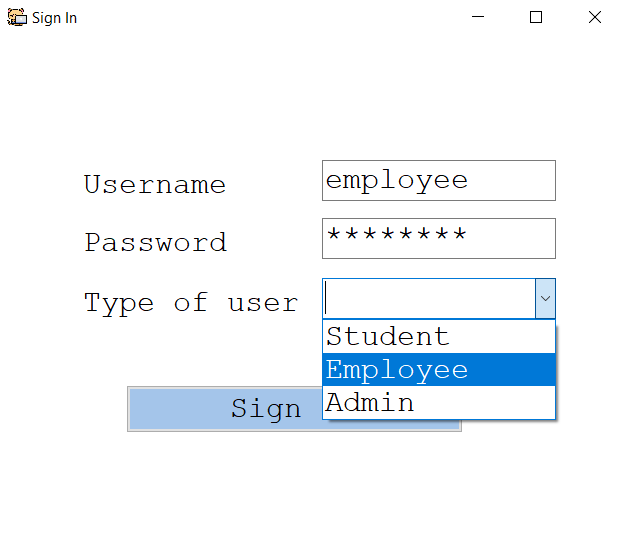 Sign In
Username employee
Password ********
Type of user
Student
Employee
Admin
Sign